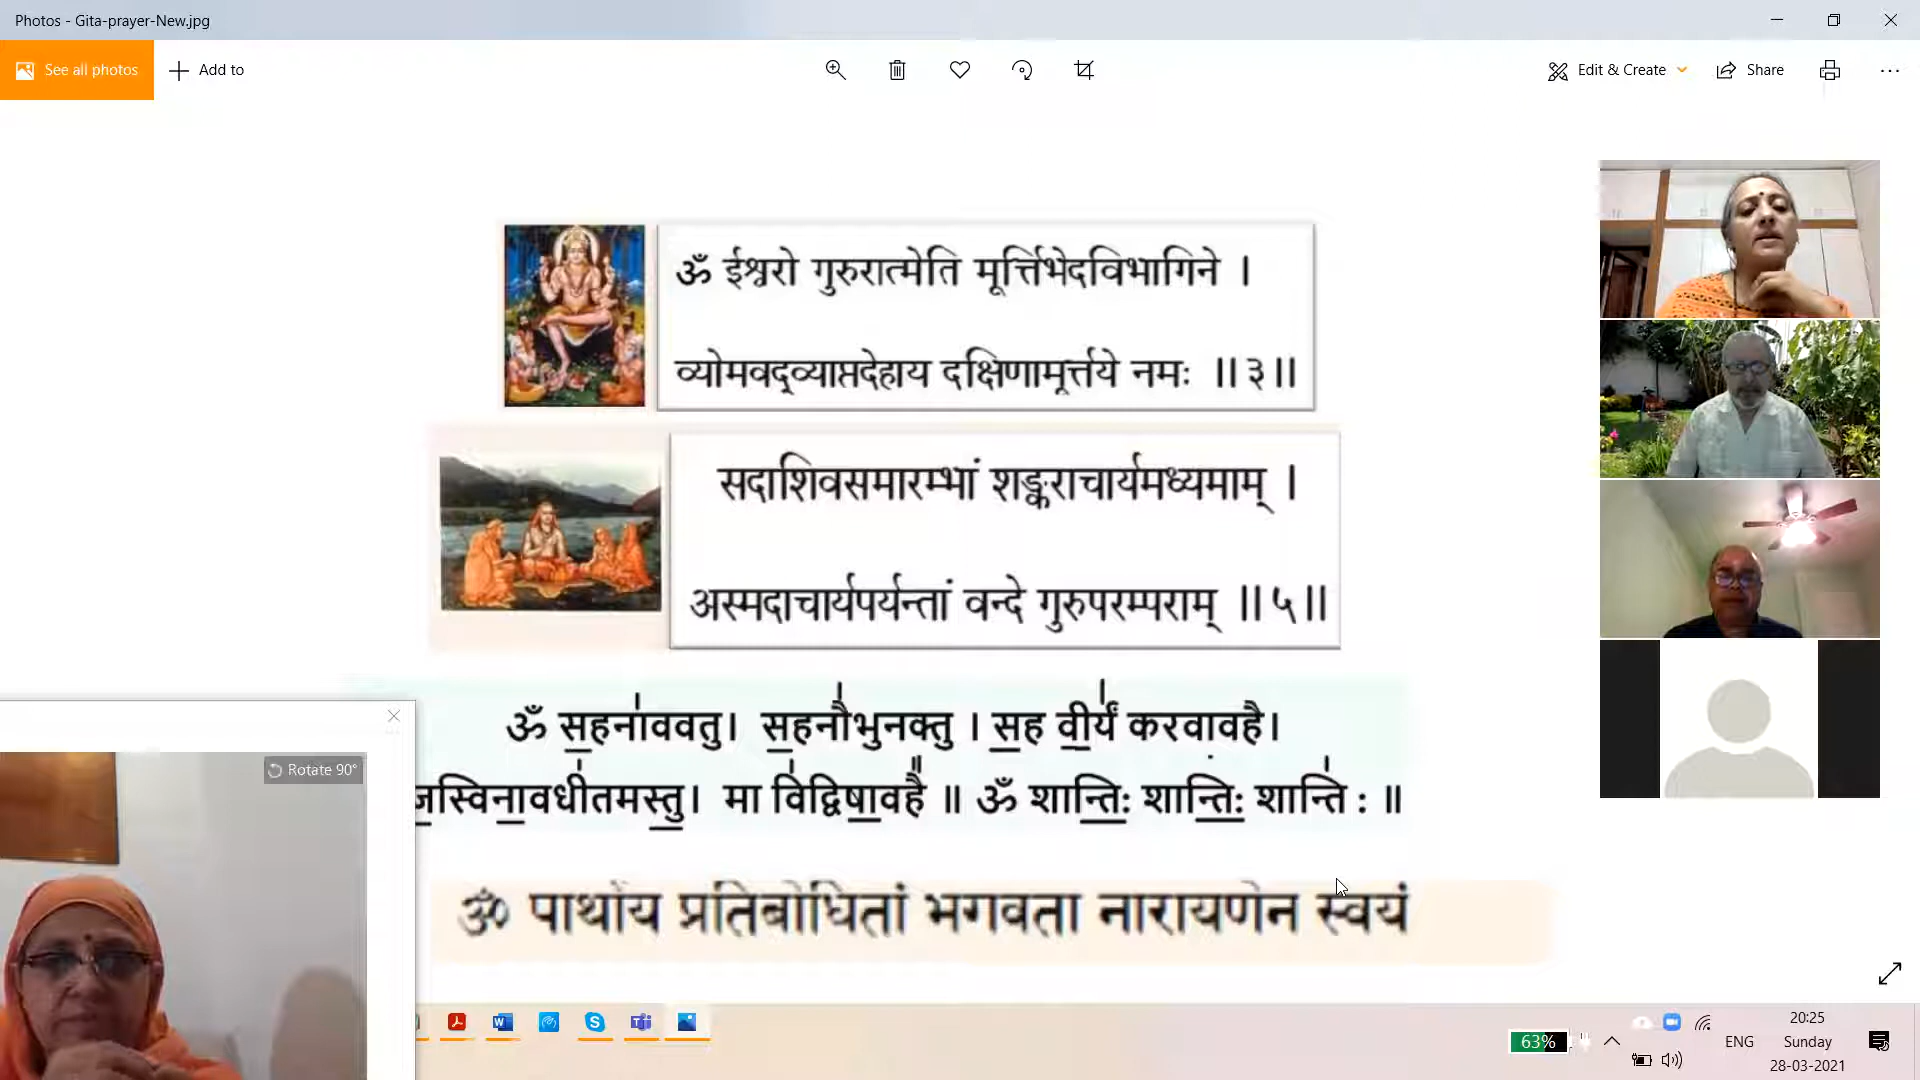 Photos - Gita-prayer-New.jpg
See all photos
Add to
Edit & Create
Share
ॐ ईश्वरो गुरुरात्मेति मूर्त्तिभेदविभागिने ।
व्योमवद्व्याप्तदेहाय दक्षिणामूर्त्तये नमः ॥३॥
सदाशिवसमारम्भां शङ्कराचार्यमध्यमाम् ।
अस्मदाचार्यपर्यन्तां वन्दे गुरुपरम्पराम् ॥५॥
ॐ स॒हना॑ववतु। स॒हनौ॑भुनक्तु । स॒ह वी॒र्यं॑ करवावहै।
जस्वि॒ना॒वधी॑तमस्तु॒। मा वि॑द्विषा॒वहै᳚ ॥ ॐ शान्ति॒ः शान्ति॒ः शान्ति॑ : ॥
ॐ पार्थाय प्रतिबोधितां भगवता नारायणेन स्वयं
Rotate 90°
63%
ENG
20:25
Sunday
28-03-2021